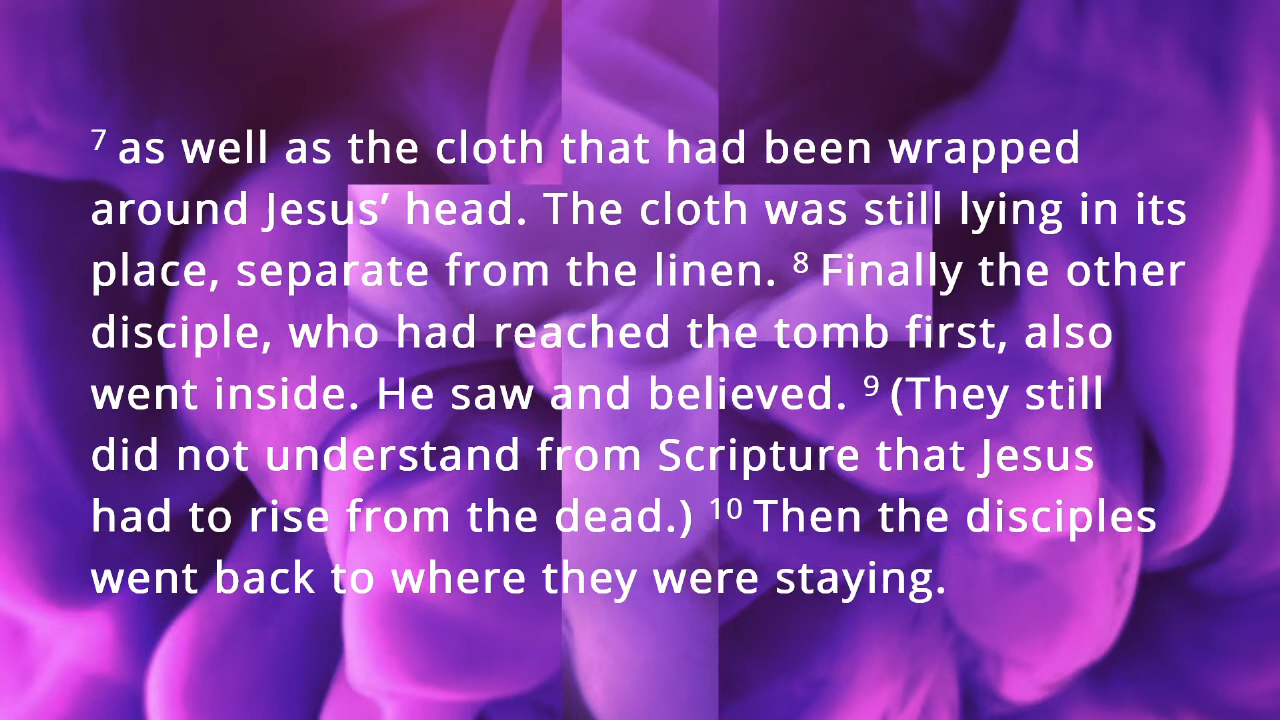 7 as well as the cloth that had been wrapped
around Jesus’ head. The cloth was still lying in its
place, separate from the linen. 8 Finally the other
disciple, who had reached the tomb first, also
went inside. He saw and believed. 9 (They still
did not understand from Scripture that Jesus
had to rise from the dead.) 10 Then the disciples
went back to where they were staying.